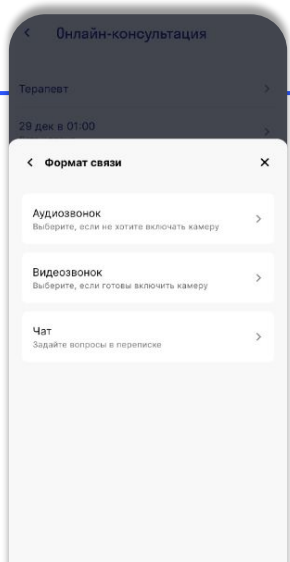 Онлайн-консультация
Терапевт
29 дек в 01:00
Формат связи
Аудиозвонок
Выберите, если не хотите включать камеру
Видеозвонок
Выберите, если готовы включить камеру
Чат
Задайте вопросы в переписке